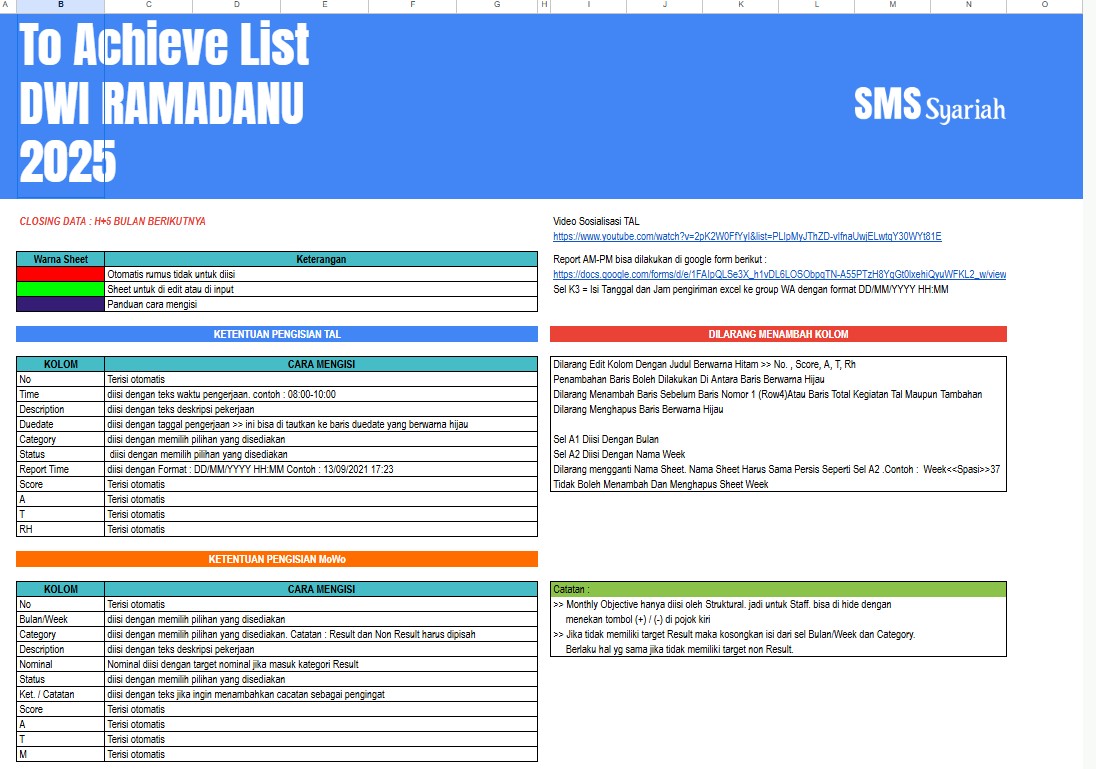 A B C D E F G H I J K L M N O
To Achieve List
DWI RAMADANU
2025
SMS Syariah
CLOSING DATA : H+5 BULAN BERIKUTNYA
Warna Sheet Keterangan
Otomatis rumus tidak untuk diisi
Sheet untuk di edit atau di input
Panduan cara mengisi
Video Sosialisasi TAL
https://www.youtube.com/watch?v=2pK2W0FfYyI&list=PLIpMyJThZD-vIfnaUwjELwtqY30WYt81E
Report AM-PM bisa dilakukan di google form berikut :
https://docs.google.com/forms/d/e/1FAIpQLSe3X_h1vDL6LOSObpqTN-A55PTzH8YqGt0lxehiQyuWFKL2_w/view
Sel K3 = Isi Tanggal dan Jam pengiriman excel ke group WA dengan format DD/MM/YYYY HH:MM
KETENTUAN PENGISIAN TAL
KOLOM CARA MENGISI
No Terisi otomatis
Time diisi dengan teks waktu pengerjaan. contoh : 08:00-10:00
Description diisi dengan teks deskripsi pekerjaan
Duedate diisi dengan taggal pengerjaan >> ini bisa di tautkan ke baris duedate yang berwarna hijau
Category diisi dengan memilih pilihan yang disediakan
Status diisi dengan memilih pilihan yang disediakan
Report Time diisi dengan Format : DD/MM/YYYY HH:MM Contoh : 13/09/2021 17:23
Score Terisi otomatis
A Terisi otomatis
T Terisi otomatis
RH Terisi otomatis
DILARANG MENAMBAH KOLOM
Dilarang Edit Kolom Dengan Judul Berwarna Hitam >> No. , Score, A, T, Rh
Penambahan Baris Boleh Dilakukan Di Antara Baris Berwarna Hijau
Dilarang Menambah Baris Sebelum Baris Nomor 1 (Row4)Atau Baris Total Kegiatan Tal Maupun Tambahan
Dilarang Menghapus Baris Berwarna Hijau
Sel A1 Diisi Dengan Bulan
Sel A2 Diisi Dengan Nama Week
Dilarang mengganti Nama Sheet. Nama Sheet Harus Sama Persis Seperti Sel A2 .Contoh : Week<<Spasi>>37
Tidak Boleh Menambah Dan Menghapus Sheet Week
KETENTUAN PENGISIAN MoWo
KOLOM CARA MENGISI
No Terisi otomatis
Bulan/Week diisi dengan memilih pilihan yang disediakan
Category diisi dengan memilih pilihan yang disediakan. Catatan : Result dan Non Result harus dipisah
Description diisi dengan teks deskripsi pekerjaan
Nominal Nominal diisi dengan target nominal jika masuk kategori Result
Status diisi dengan memilih pilihan yang disediakan
Ket. / Catatan diisi dengan teks jika ingin menambahkan cacatan sebagai pengingat
Score Terisi otomatis
A Terisi otomatis
T Terisi otomatis
M Terisi otomatis
Catatan :
>> Monthly Objective hanya diisi oleh Struktural. jadi untuk Staff. bisa di hide dengan
menekan tombol (+) / (-) di pojok kiri
>> Jika tidak memiliki target Result maka kosongkan isi dari sel Bulan/Week dan Category.
Berlaku hal yg sama jika tidak memiliki target non Result.